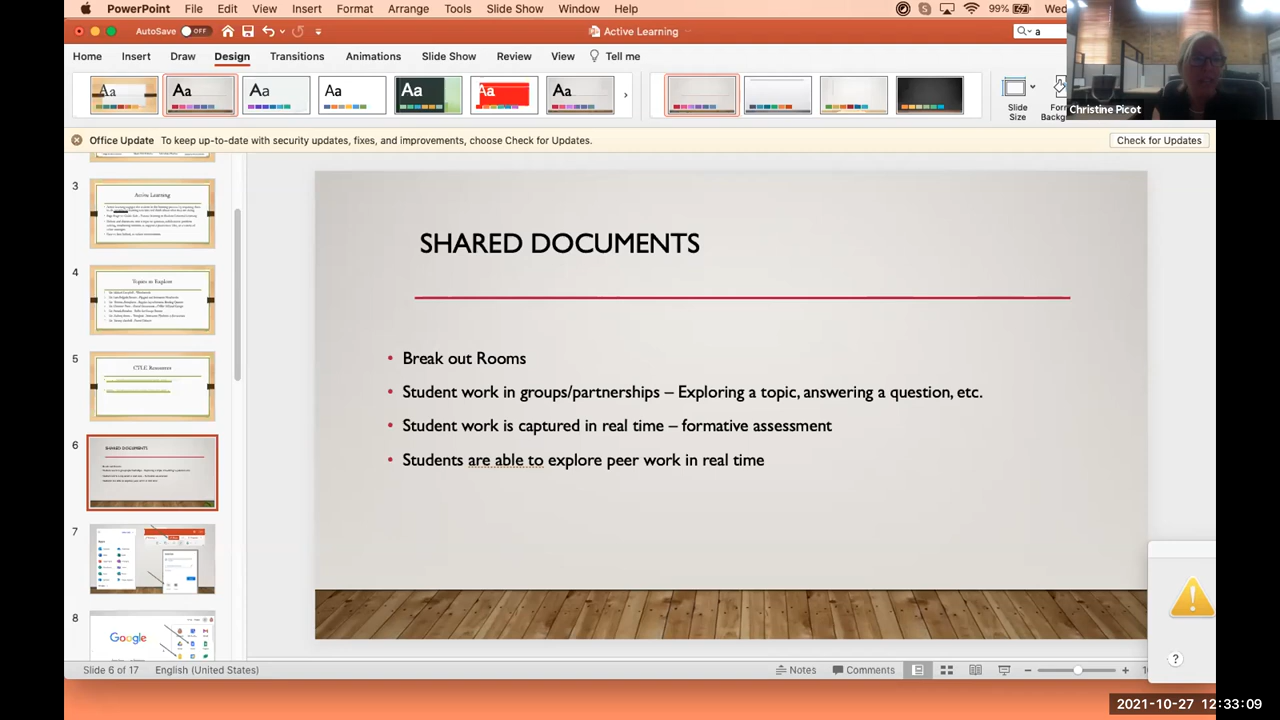 PowerPoint File Edit View Insert Format Arrange Tools Slide Show Window Help 99% Wed
AutoSave OFF Active Learning a
Home Insert Draw Design Transitions Animations Slide Show Review View Tell me
Aa Aa Aa Aa Aa Aa Aa
Slide Size
Christine Picot
Office Update To keep up-to-date with security updates, fixes, and improvements, choose Check for Updates. Check for Updates
3
Active Learning
4
Topics to Explore
5
CTLE Resources
6
SHARED DOCUMENTS
7
8
Google
SHARED DOCUMENTS
• Break out Rooms
• Student work in groups/partnerships – Exploring a topic, answering a question, etc.
• Student work is captured in real time – formative assessment
• Students are able to explore peer work in real time
?
Slide 6 of 17 English (United States) Notes Comments
2021-10-27 12:33:09